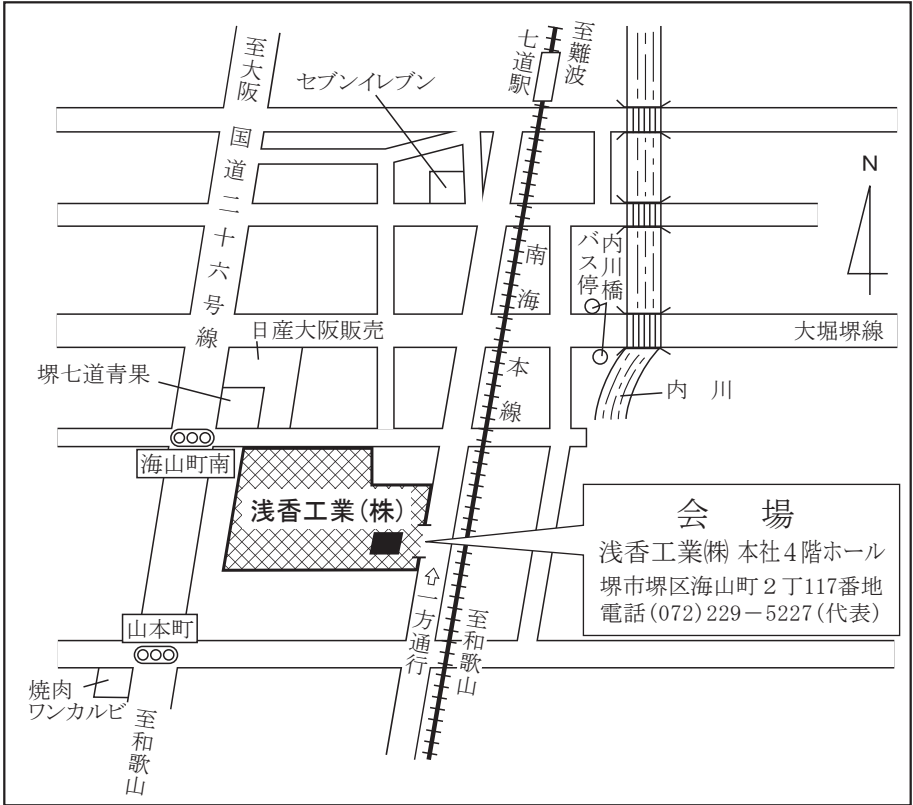 至難波
七道駅
至大阪
セブンイレブン
国道二十六号線
N
南海本線
内川橋
バス停
大堀堺線
日産大阪販売
堺七道青果
内 川
海山町南
浅香工業(株)
会 場
浅香工業㈱ 本社4階ホール
堺市堺区海山町2丁117番地
電話(072)229-5227(代表)
⇧一方通行
至和歌山
山本町
焼肉
ワンカルビ
至和歌山